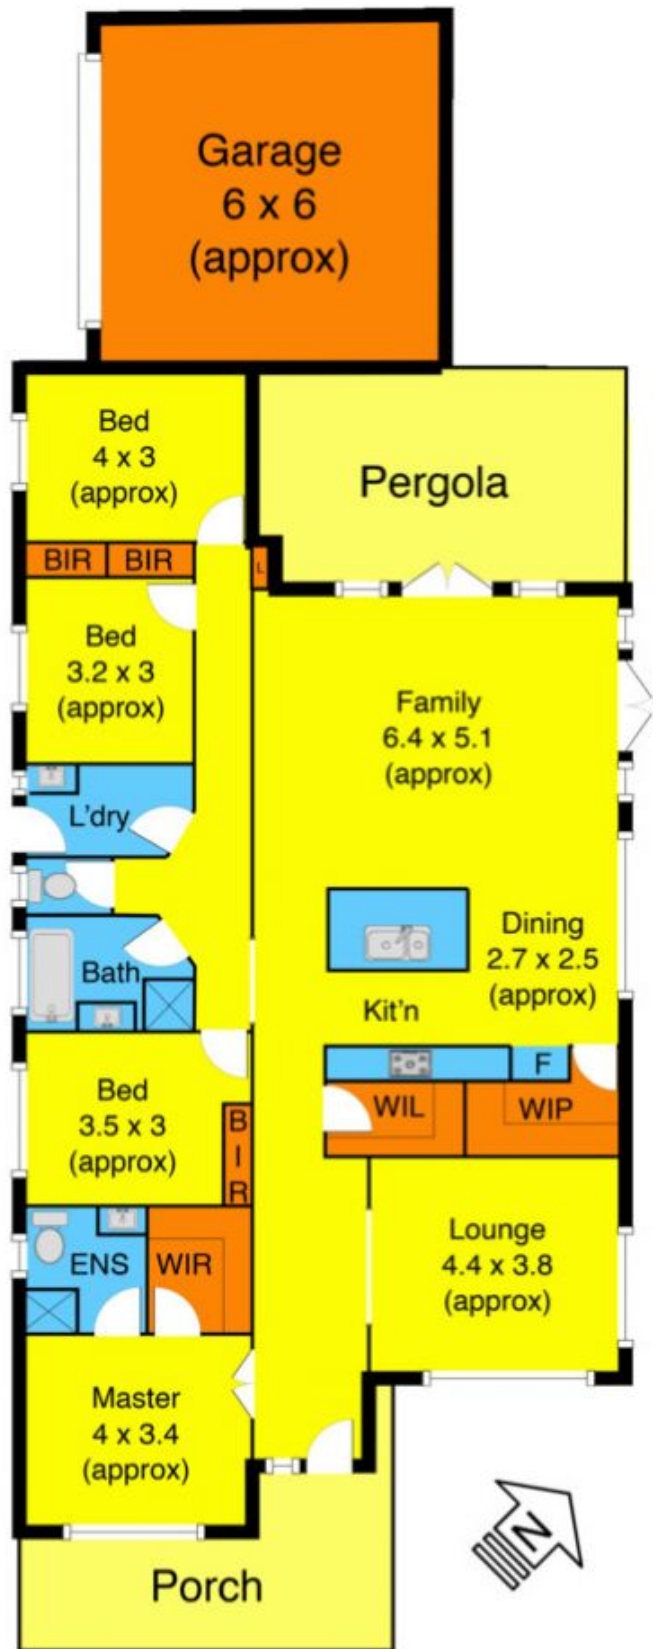 Garage
6 x 6
(approx)
Bed
4 x 3
(approx)
Pergola
BIR
BIR
L
Bed
3.2 x 3
(approx)
Family
6.4 x 5.1
(approx)
L'dry
Dining
2.7 x 2.5
(approx)
Bath
Kit'n
F
Bed
3.5 x 3
(approx)
B
I
R
WIL
WIP
ENS
WIR
Lounge
4.4 x 3.8
(approx)
Master
4 x 3.4
(approx)
N
Porch